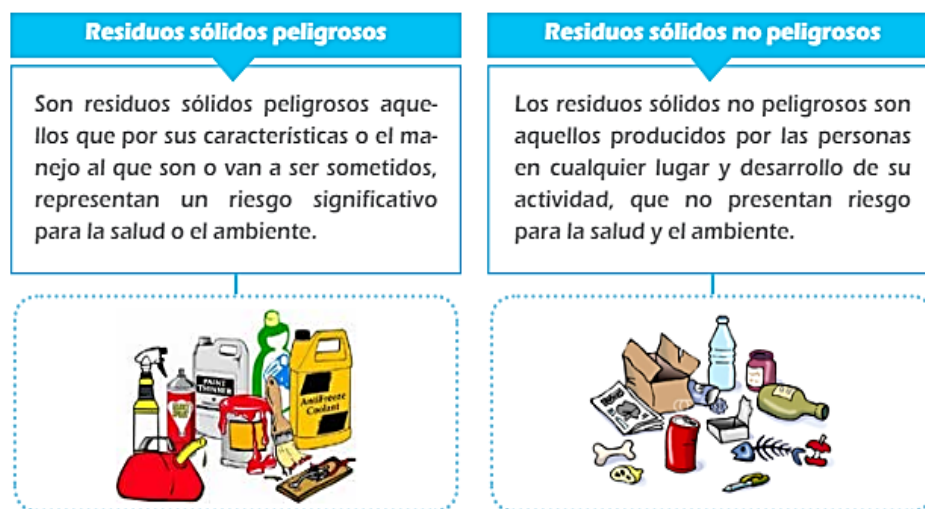 Residuos sólidos peligrosos
Son residuos sólidos peligrosos aque-
llos que por sus características o el ma-
nejo al que son o van a ser sometidos,
representan un riesgo significativo
para la salud o el ambiente.
Residuos sólidos no peligrosos
Los residuos sólidos no peligrosos son
aquellos producidos por las personas
en cualquier lugar y desarrollo de su
actividad, que no presentan riesgo
para la salud y el ambiente.
PAINT
THINNER
AntiFreeze
Coolant